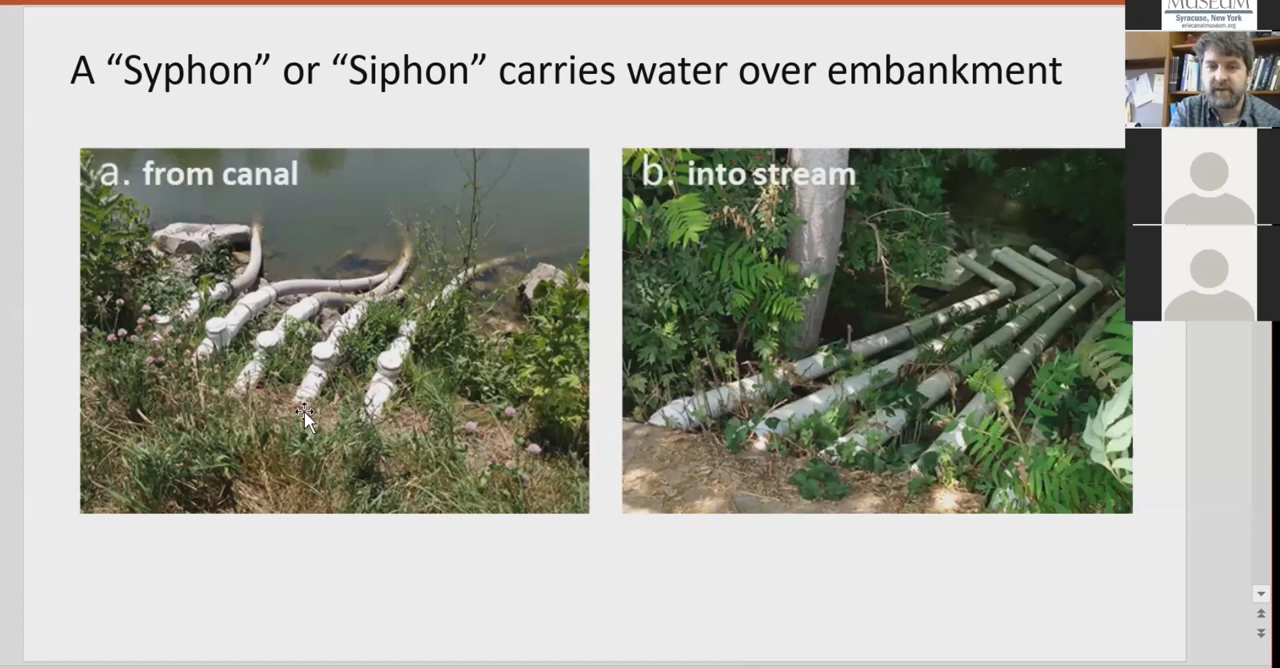 MUSEUM
Syracuse, New York
eriecanalmuseum.org
A “Syphon” or “Siphon” carries water over embankment
a. from canal
b. into stream